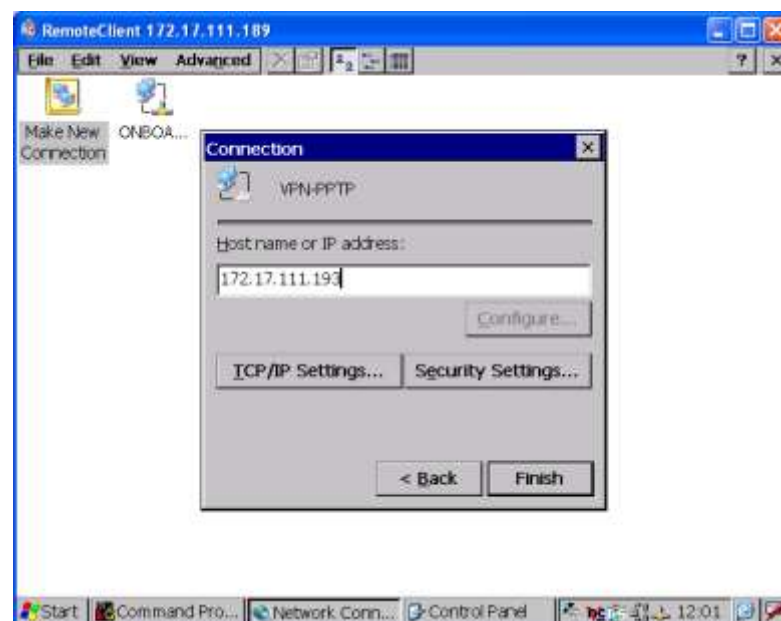 RemoteClient 172.17.111.189
File Edit View Advanced ? ×
Make New Connection
ONBOA...
Connection
VPN-PPTP
Host name or IP address:
172.17.111.193
Configure...
TCP/IP Settings... Security Settings...
< Back Finish
Start Command Pro... Network Conn... Control Panel 12:01